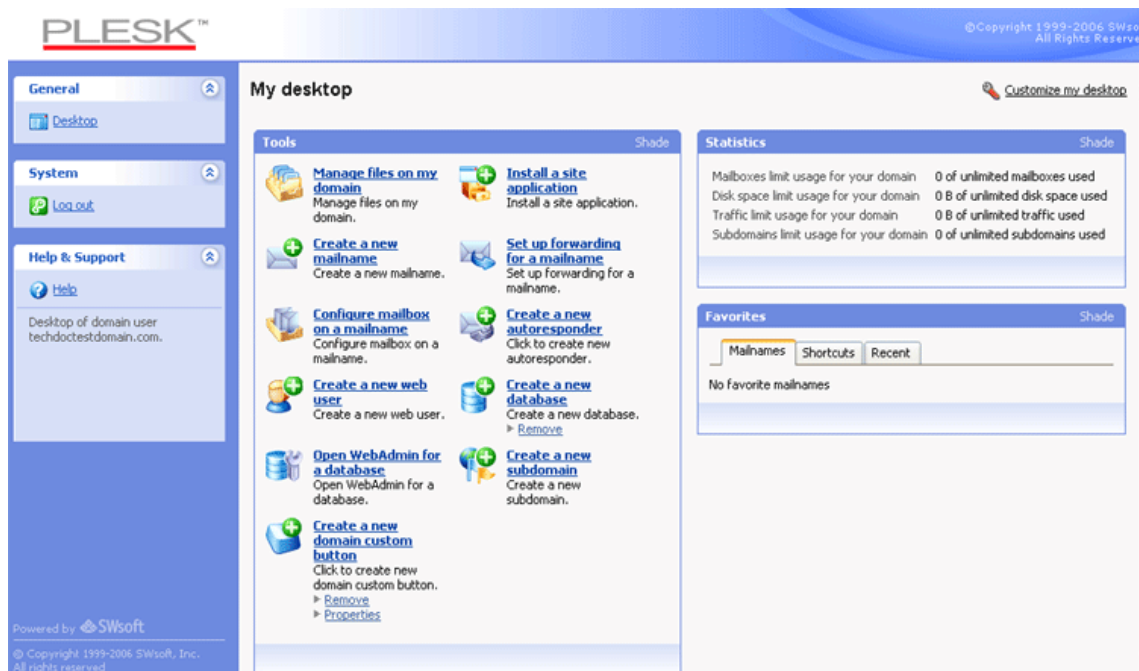 PLESK™
©Copyright 1999-2006 SWso
All Rights Reserve
General
Desktop
System
Log out
Help & Support
Help
Desktop of domain user
techdoctestdomain.com.
Powered by SWsoft
© Copyright 1999-2006 SWsoft, Inc.
All rights reserved
My desktop
Customize my desktop
Tools
Shade
Manage files on my
domain
Manage files on my
domain.
Install a site
application
Install a site application.
Create a new
mailname
Create a new mailname.
Set up forwarding
for a mailname
Set up forwarding for a
mailname.
Configure mailbox
on a mailname
Configure mailbox on a
mailname.
Create a new
autoresponder
Click to create new
autoresponder.
Create a new web
user
Create a new web user.
Create a new
database
Create a new database.
Remove
Open WebAdmin for
a database
Open WebAdmin for a
database.
Create a new
subdomain
Create a new
subdomain.
Create a new
domain custom
button
Click to create new
domain custom button.
Remove
Properties
Statistics
Shade
Mailboxes limit usage for your domain 0 of unlimited mailboxes used
Disk space limit usage for your domain 0 B of unlimited disk space used
Traffic limit usage for your domain 0 B of unlimited traffic used
Subdomains limit usage for your domain 0 of unlimited subdomains used
Favorites
Shade
Mailnames Shortcuts Recent
No favorite mailnames